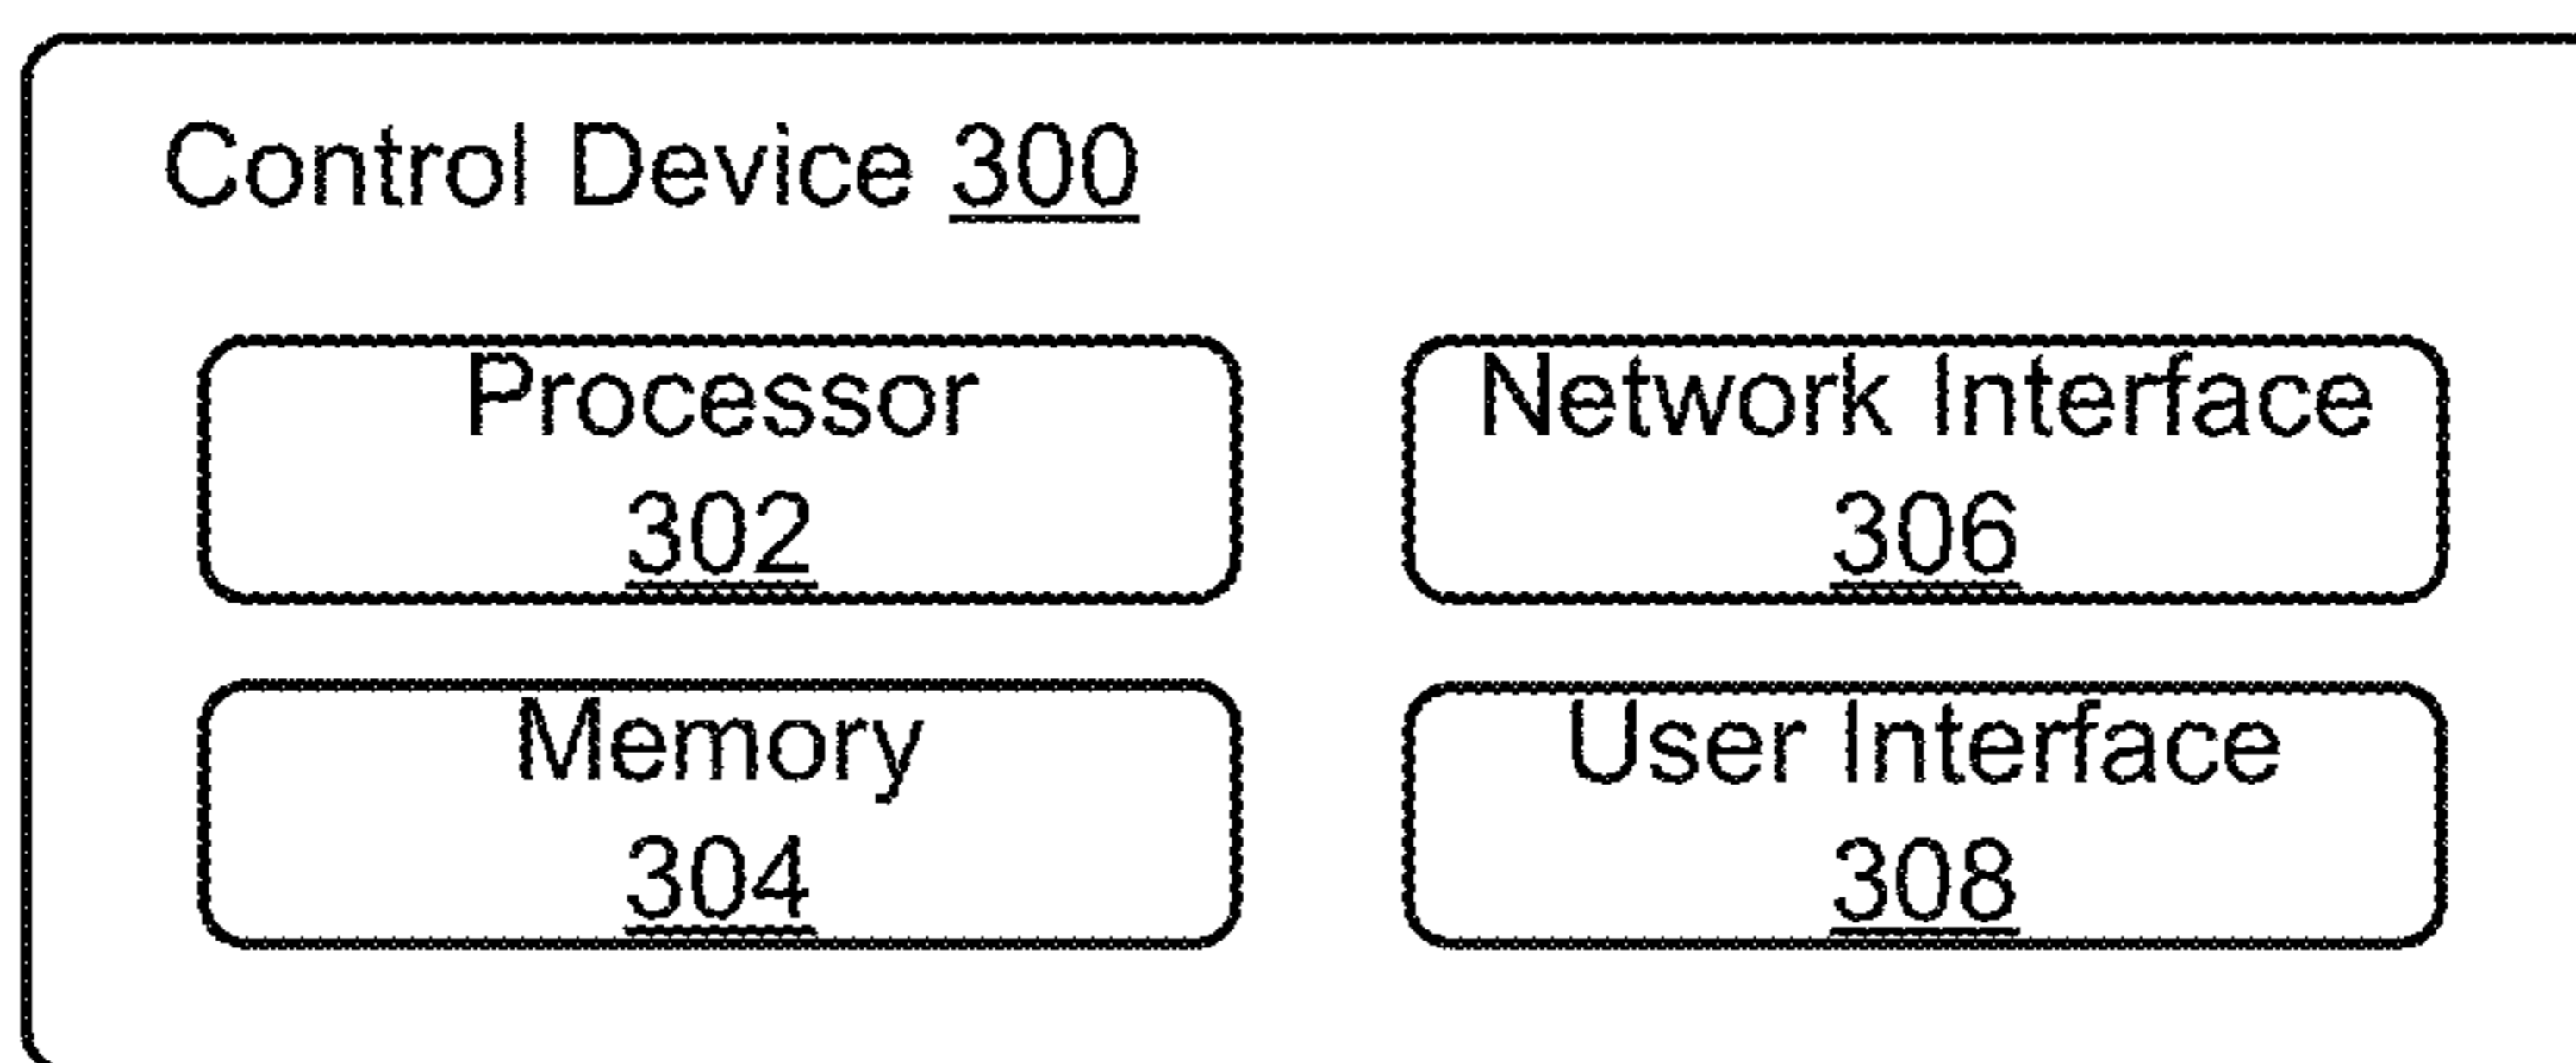 Control Device 300
Processor
302
Network Interface
306
Memory
304
User Interface
308